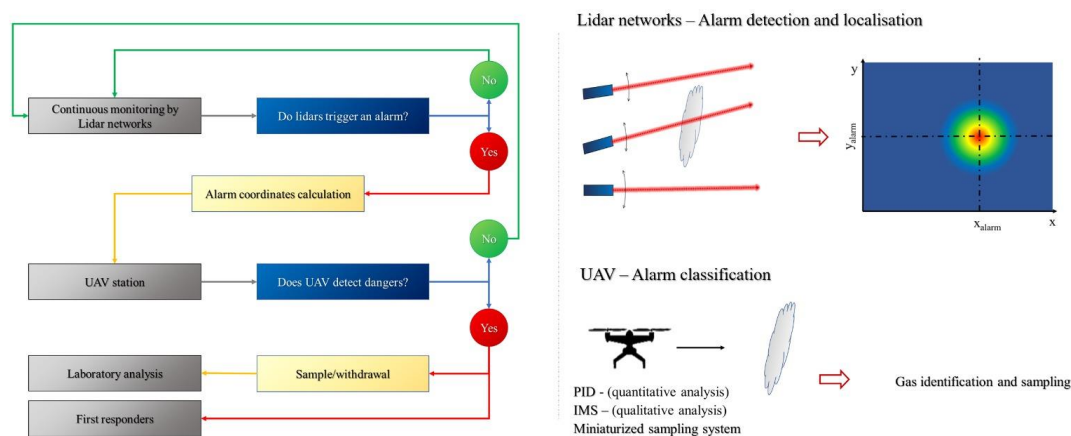 No
Continuous monitoring by
Lidar networks
Do lidars trigger an alarm?
Yes
Alarm coordinates calculation
No
UAV station
Does UAV detect dangers?
Yes
Laboratory analysis
Sample/withdrawal
First responders
Lidar networks – Alarm detection and localisation
y
y_alarm
x_alarm
x
UAV – Alarm classification
PID - (quantitative analysis)
IMS – (qualitative analysis)
Miniaturized sampling system
Gas identification and sampling